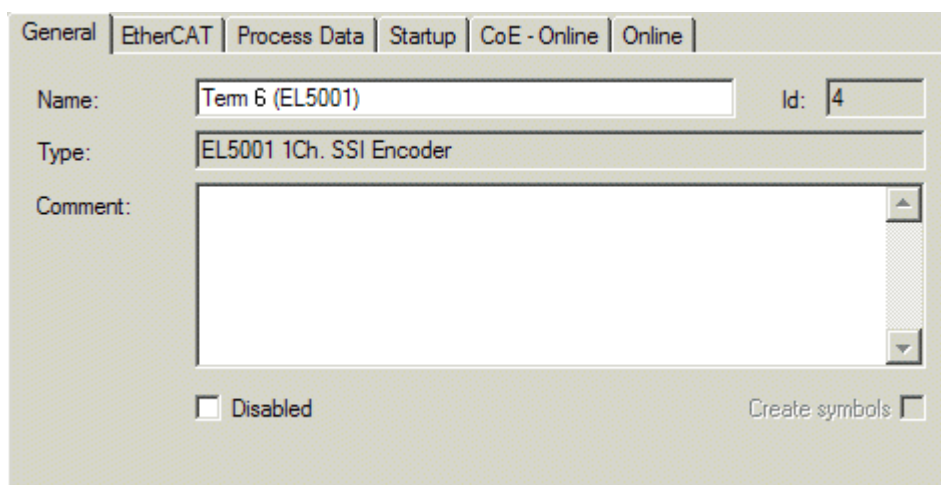 General EtherCAT Process Data Startup CoE - Online Online
Name: Term 6 (EL5001) Id: 4
Type: EL5001 1Ch. SSI Encoder
Comment:
Disabled Create symbols